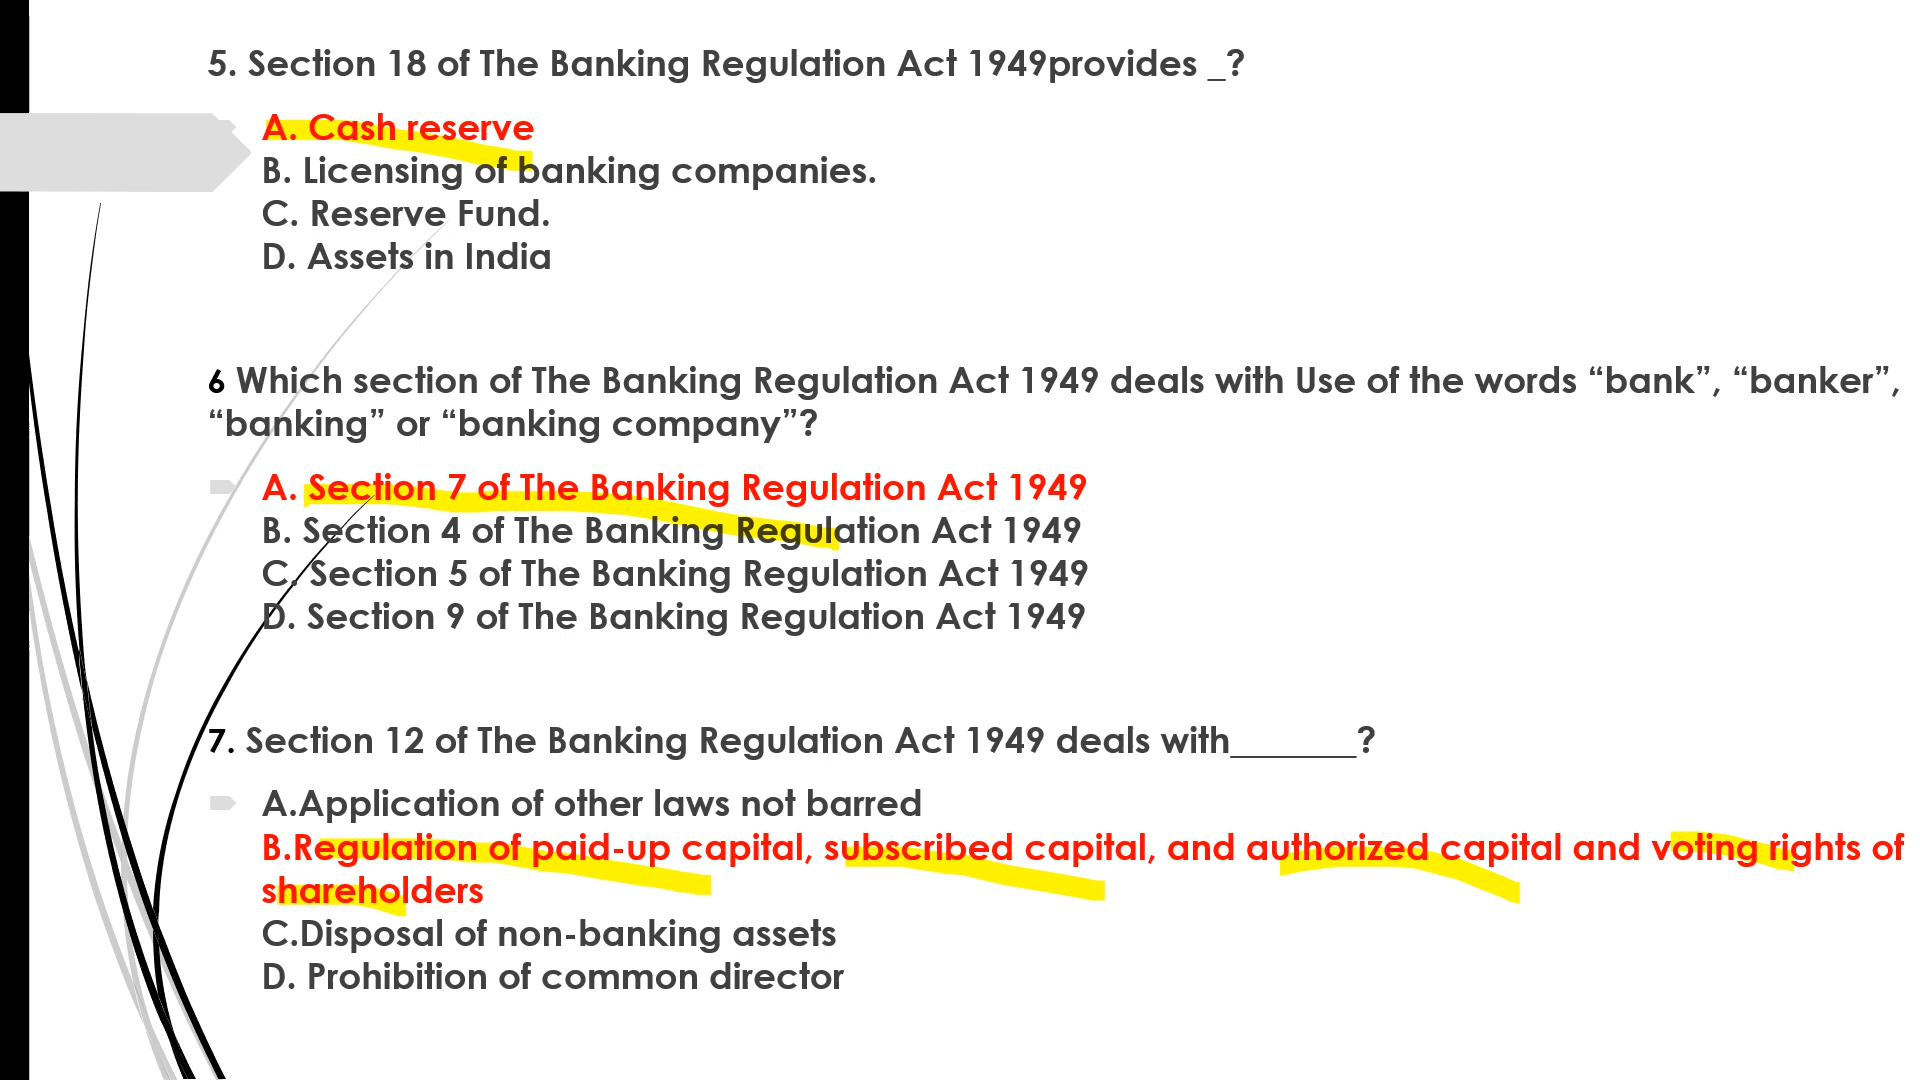 5. Section 18 of The Banking Regulation Act 1949provides _?
A. Cash reserve
B. Licensing of banking companies.
C. Reserve Fund.
D. Assets in India
6 Which section of The Banking Regulation Act 1949 deals with Use of the words “bank”, “banker”,
“banking” or “banking company”?
A. Section 7 of The Banking Regulation Act 1949
B. Section 4 of The Banking Regulation Act 1949
C. Section 5 of The Banking Regulation Act 1949
D. Section 9 of The Banking Regulation Act 1949
7. Section 12 of The Banking Regulation Act 1949 deals with_______?
A.Application of other laws not barred
B.Regulation of paid-up capital, subscribed capital, and authorized capital and voting rights of
shareholders
C.Disposal of non-banking assets
D. Prohibition of common director